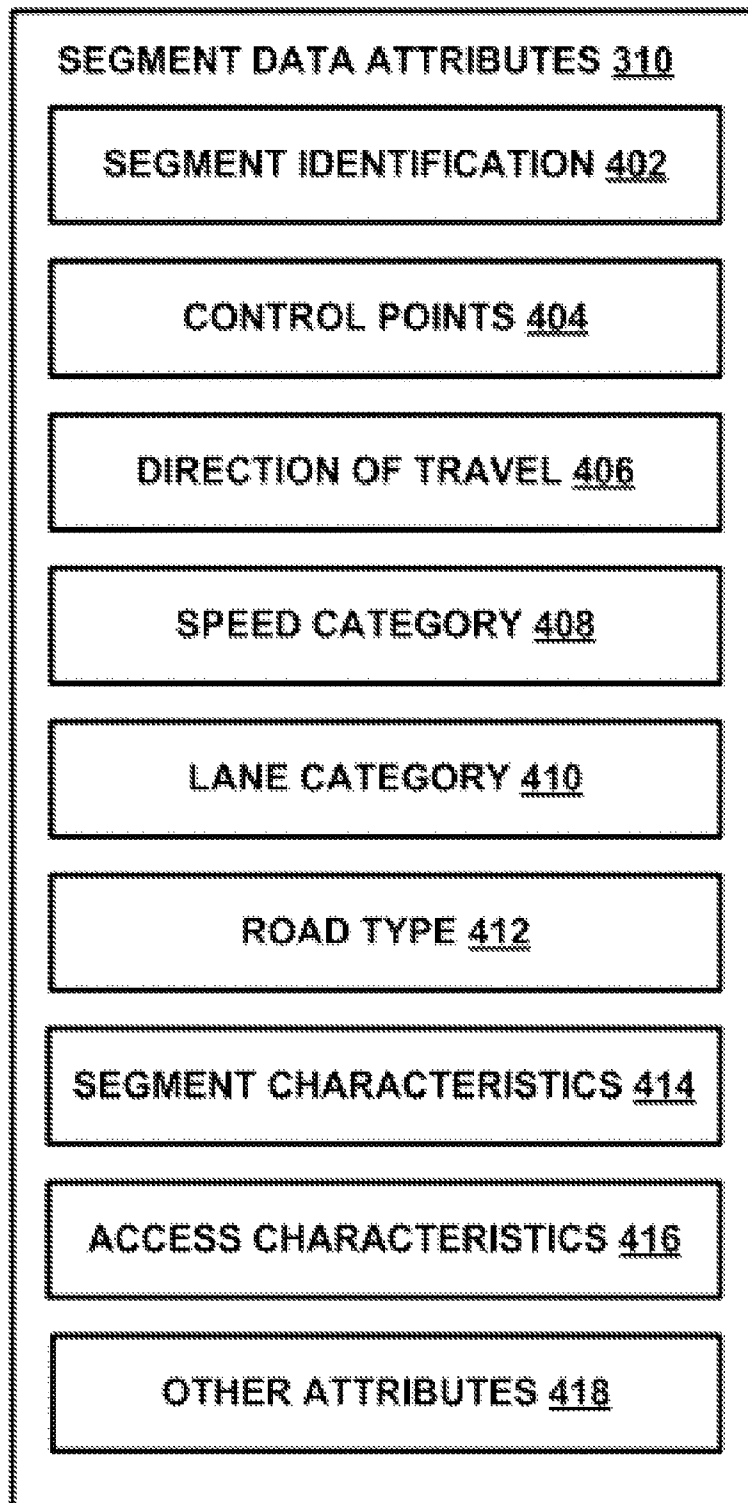 SEGMENT DATA ATTRIBUTES 310
SEGMENT IDENTIFICATION 402
CONTROL POINTS 404
DIRECTION OF TRAVEL 406
SPEED CATEGORY 408
LANE CATEGORY 410
ROAD TYPE 412
SEGMENT CHARACTERISTICS 414
ACCESS CHARACTERISTICS 416
OTHER ATTRIBUTES 418